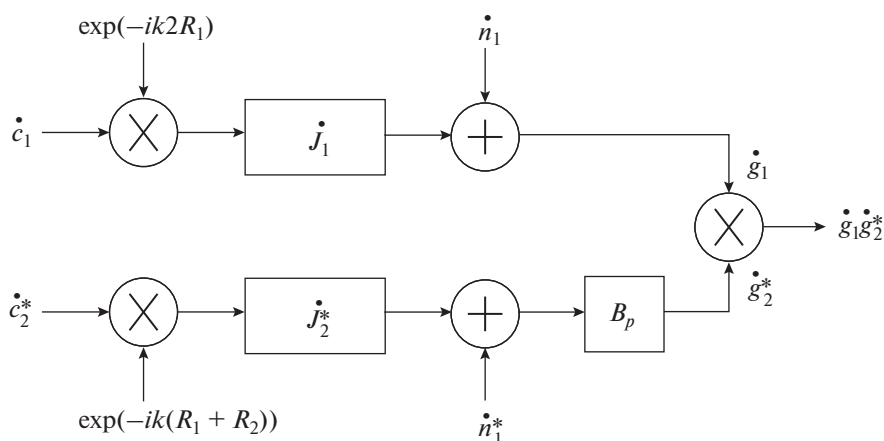 exp(−ik2R₁)
ṅ₁
ċ₁
J̇₁
ġ₁
ġ₁ġ₂*
ċ₂*
J̇₂*
Bₚ
ġ₂*
exp(−ik(R₁ + R₂))
ṅ₁*